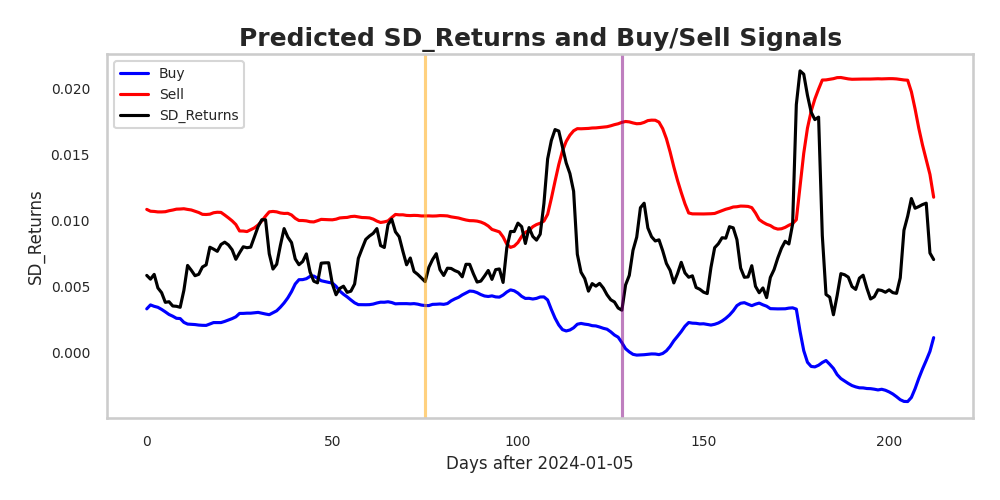 Predicted SD_Returns and Buy/Sell Signals
Buy
Sell
SD_Returns
0.020
0.015
0.010
0.005
0.000
SD_Returns
0 50 100 150 200
Days after 2024-01-05